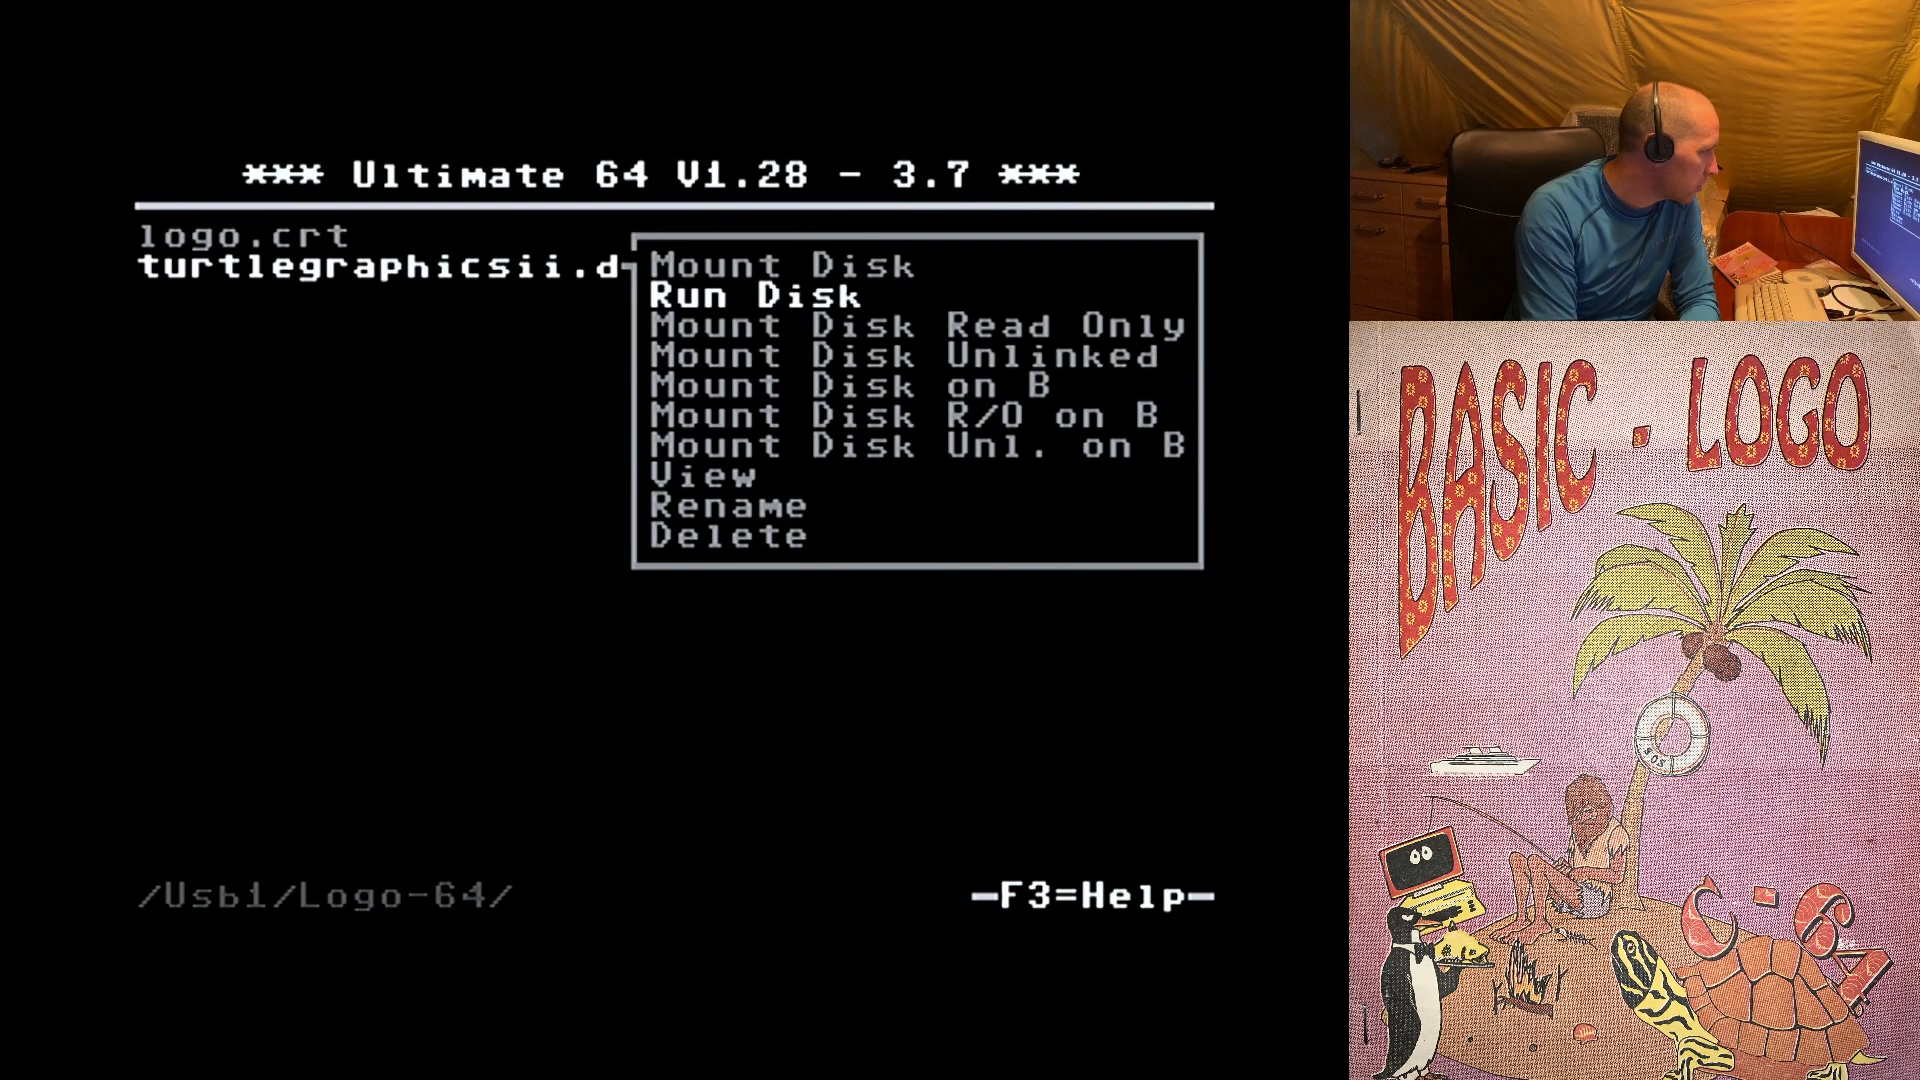 *** Ultimate 64 V1.28 - 3.7 ***
logo.crt
turtlegraphicsii.d
Mount Disk
Run Disk
Mount Disk Read Only
Mount Disk Unlinked
Mount Disk on B
Mount Disk R/O on B
Mount Disk Unl. on B
View
Rename
Delete
/Usb1/Logo-64/
F3=Help
BASIC - LOGO
SOS
C-64